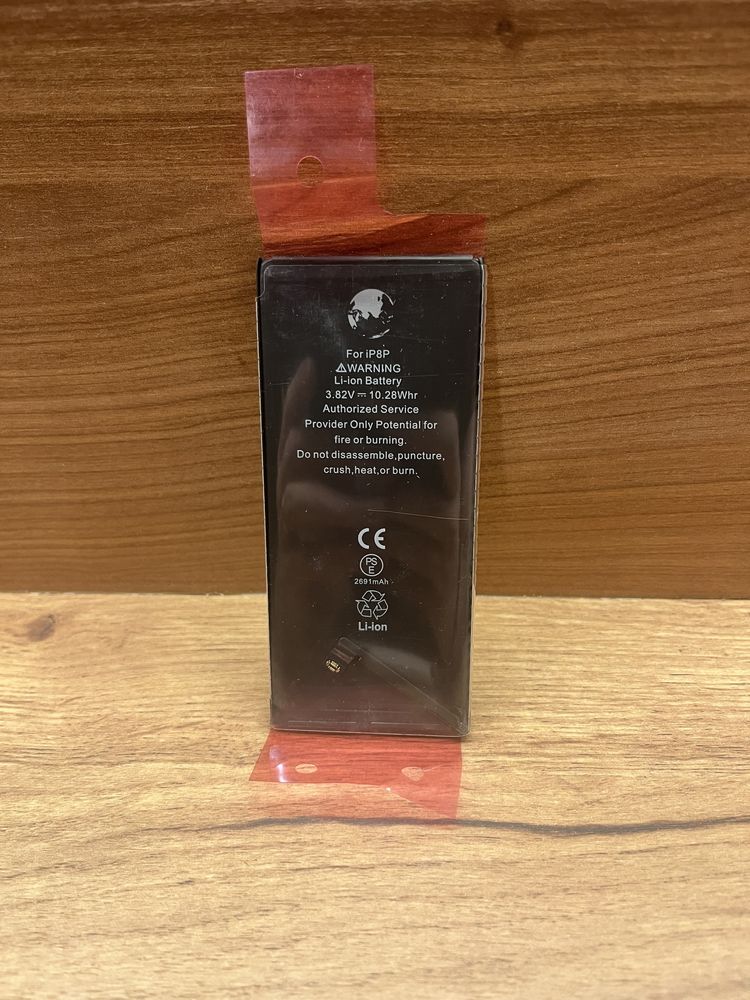 For iP8P
⚠WARNING
Li-ion Battery
3.82V ⎓ 10.28Whr
Authorized Service
Provider Only Potential for
fire or burning.
Do not disassemble,puncture,
crush,heat,or burn.
CE
PS
E
2691mAh
Li-ion